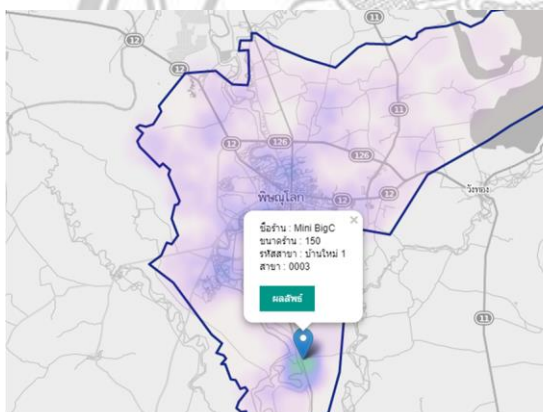 11
12
12
11
12
126
126
พิษณุโลก
12
12
วังทอง
×
ชื่อร้าน : Mini BigC
ขนาดร้าน : 150
รหัสสาขา : บ้านใหม่ 1
สาขา : 0003
ผลลัพธ์
11